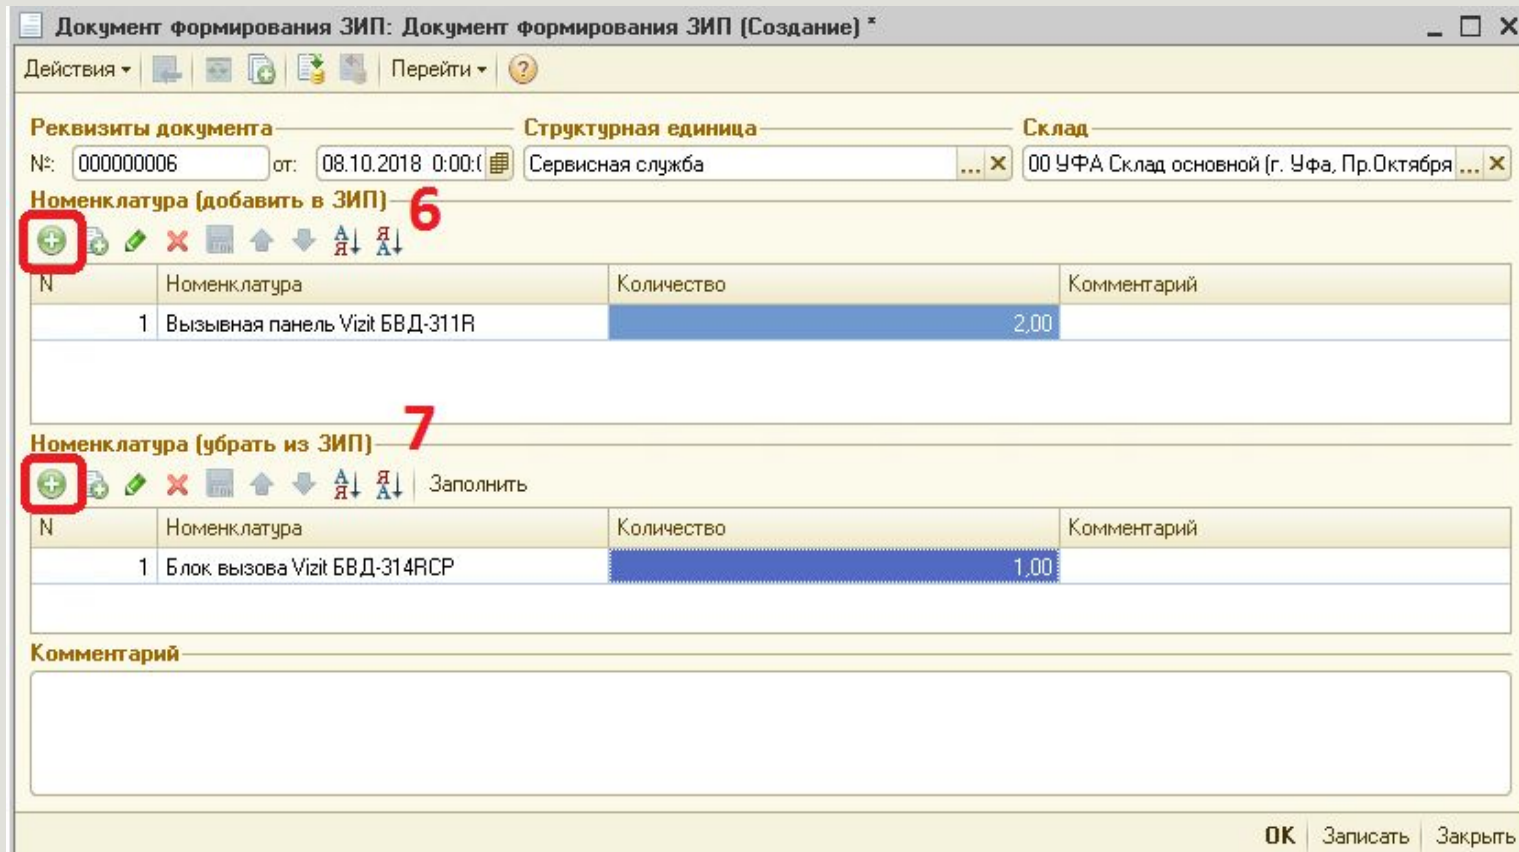 Документ формирования ЗИП: Документ формирования ЗИП (Создание) *
Действия Перейти
Реквизиты документа Структурная единица Склад
№: 000000006 от: 08.10.2018 0:00:( Сервисная служба ... × 00 УФА Склад основной (г. Уфа, Пр.Октября ... ×
Номенклатура (добавить в ЗИП) 6
N Номенклатура Количество Комментарий
1 Вызывная панель Vizit БВД-311R 2,00
Номенклатура (убрать из ЗИП) 7
Заполнить
N Номенклатура Количество Комментарий
1 Блок вызова Vizit БВД-314RCP 1,00
Комментарий
OK Записать Закрыть